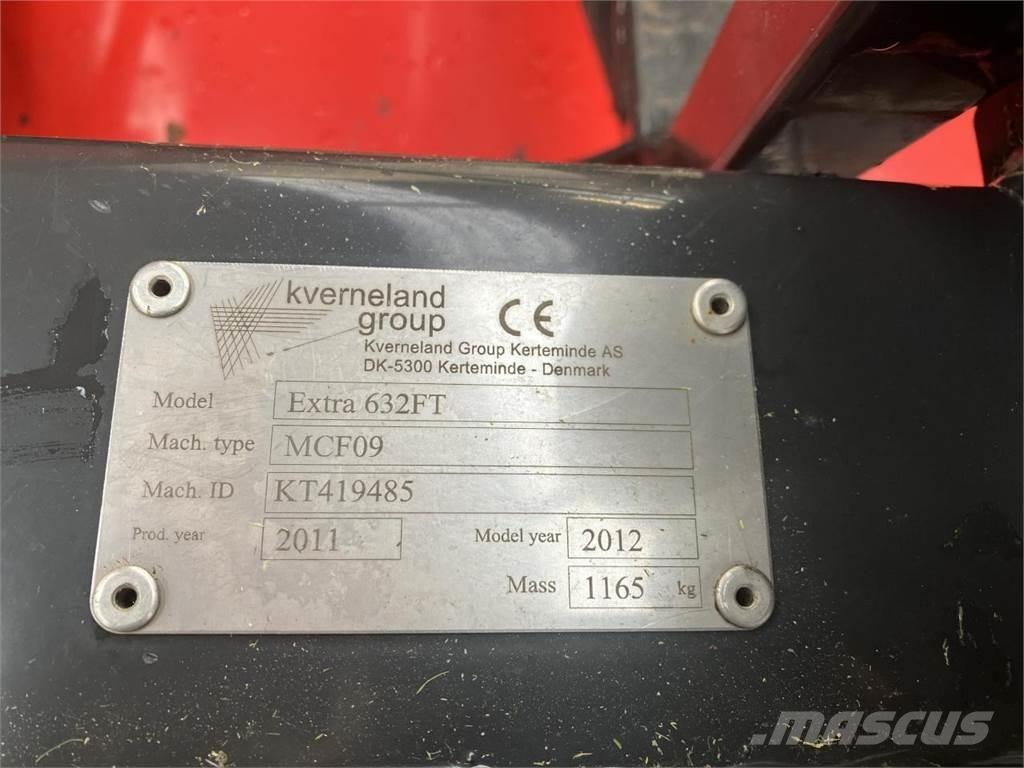 kverneland
group
CE
Kverneland Group Kerteminde AS
DK-5300 Kerteminde - Denmark
Model Extra 632FT
Mach. type MCF09
Mach. ID KT419485
Prod. year 2011 Model year 2012
Mass 1165 kg
mascus